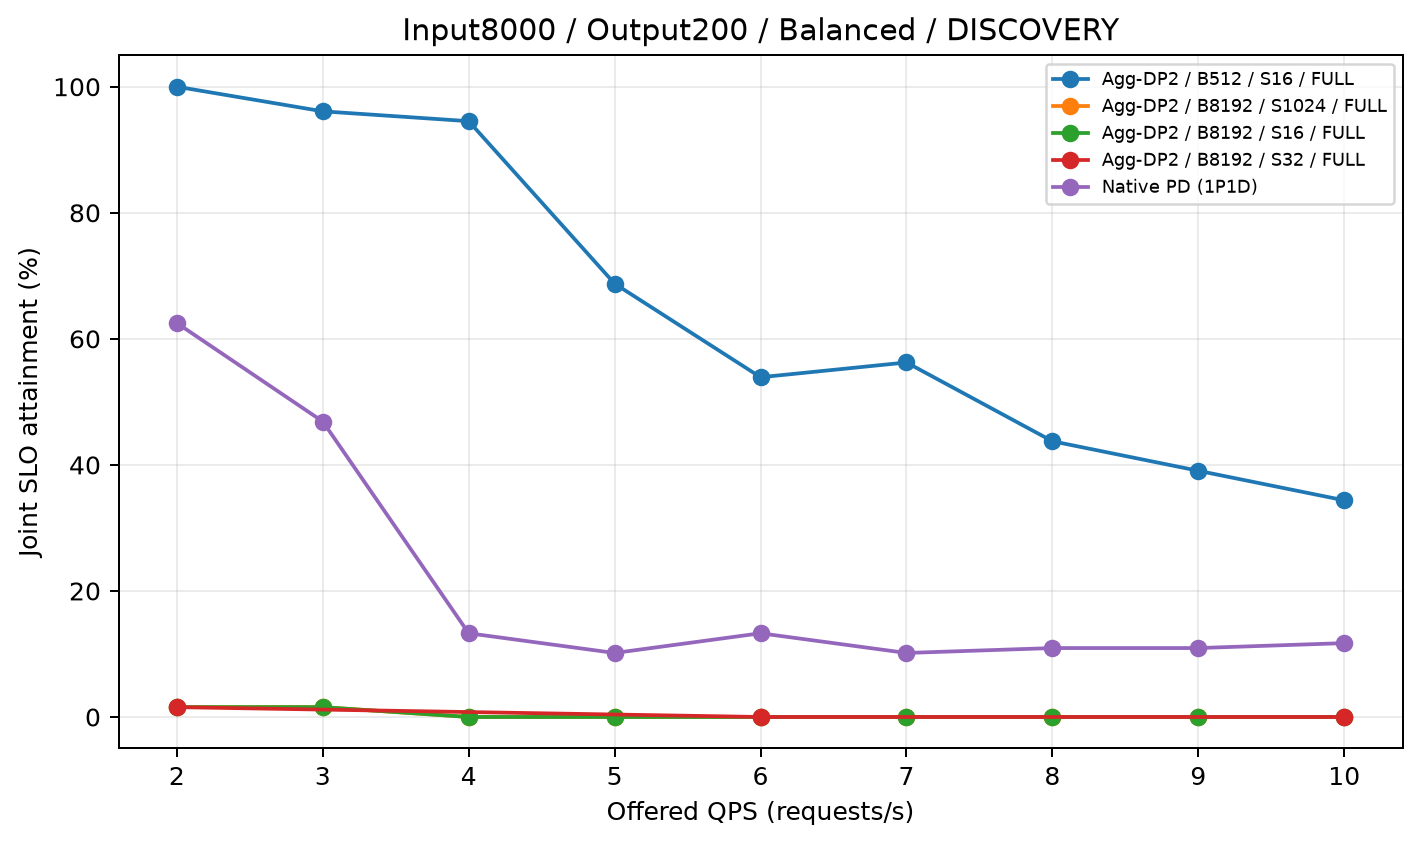 Input8000 / Output200 / Balanced / DISCOVERY
Agg-DP2 / B512 / S16 / FULL
Agg-DP2 / B8192 / S1024 / FULL
Agg-DP2 / B8192 / S16 / FULL
Agg-DP2 / B8192 / S32 / FULL
Native PD (1P1D)
Joint SLO attainment (%)
100
80
60
40
20
0
2 3 4 5 6 7 8 9 10
Offered QPS (requests/s)